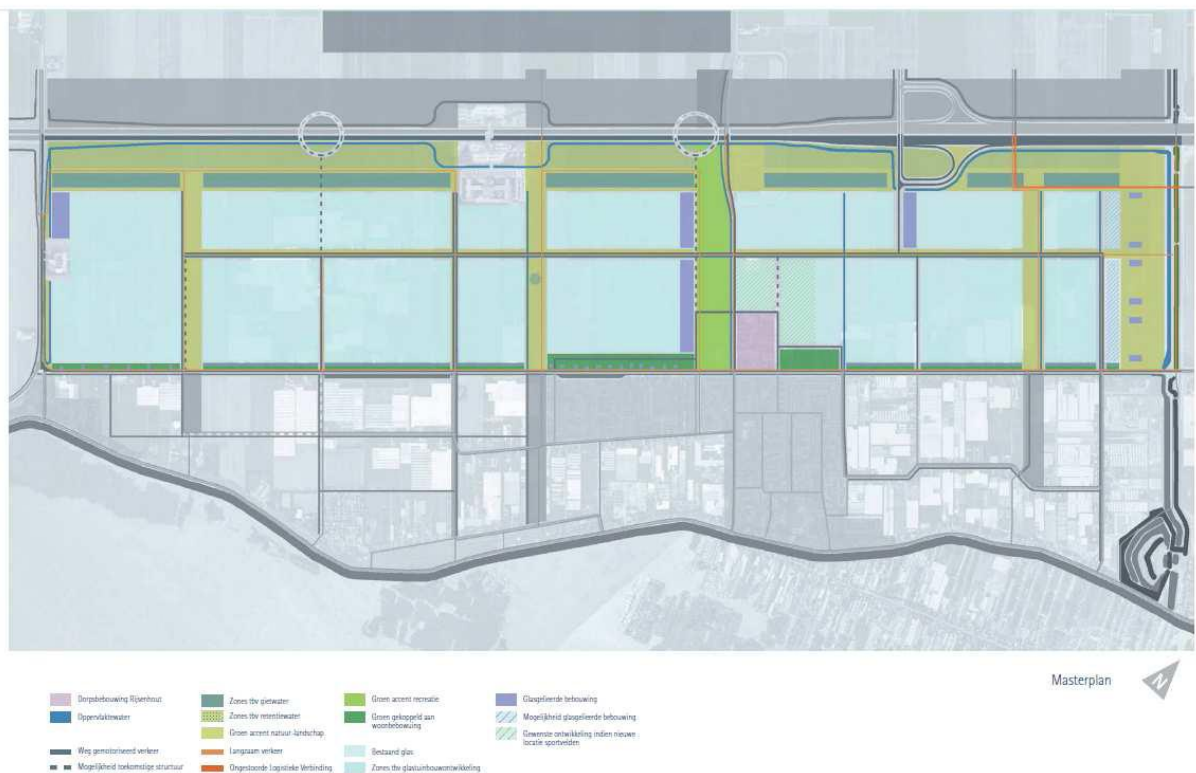 Masterplan
N
Dorpsbebouwing Rijsenhout
Oppervlaktewater
Weg gemotoriseerd verkeer
Mogelijkheid toekomstige structuur
Zones tbv gietwater
Zones tbv retentiewater
Groen accent natuur-landschap
Langzaam verkeer
Ongestoorde Logistieke Verbinding
Groen accent recreatie
Groen gekoppeld aan
woonbebouwing
Bestaand glas
Zones tbv glastuinbouwontwikkeling
Glasgelieerde bebouwing
Mogelijkheid glasgelieerde bebouwing
Gewenste ontwikkeling indien nieuwe
locatie sportvelden